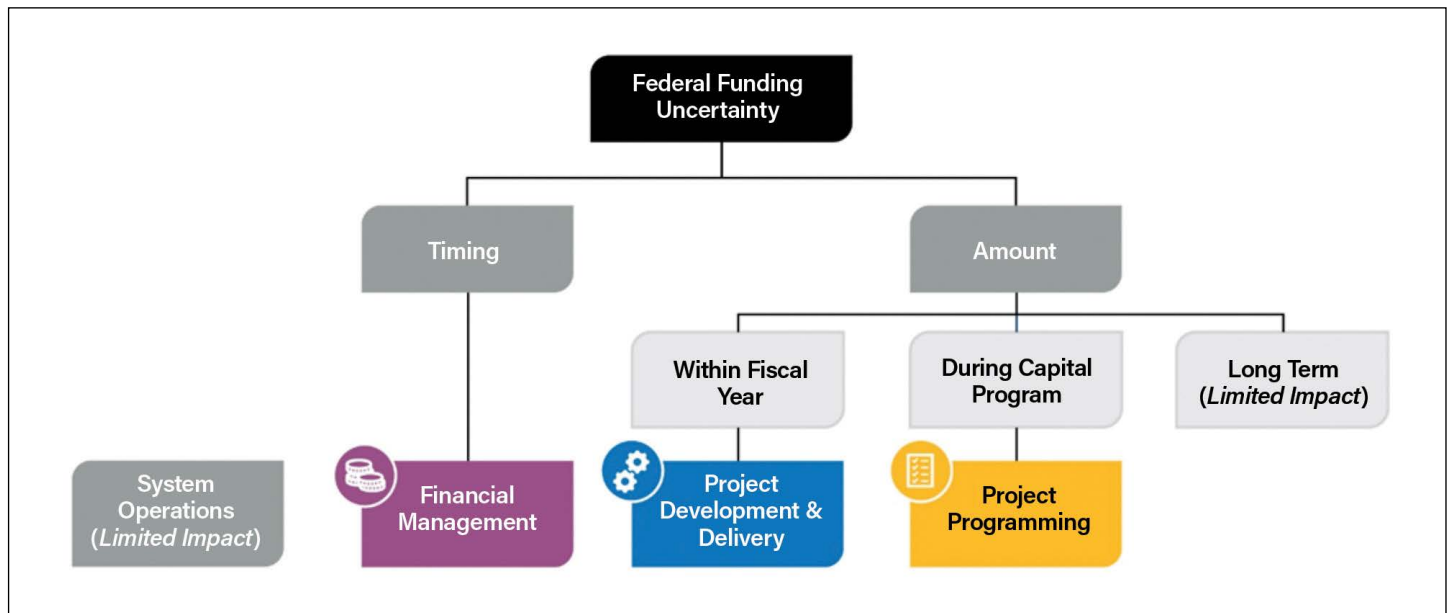 Federal Funding
Uncertainty
Timing
Amount
Within Fiscal
Year
During Capital
Program
Long Term
(Limited Impact)
System
Operations
(Limited Impact)
Financial
Management
Project
Development &
Delivery
Project
Programming